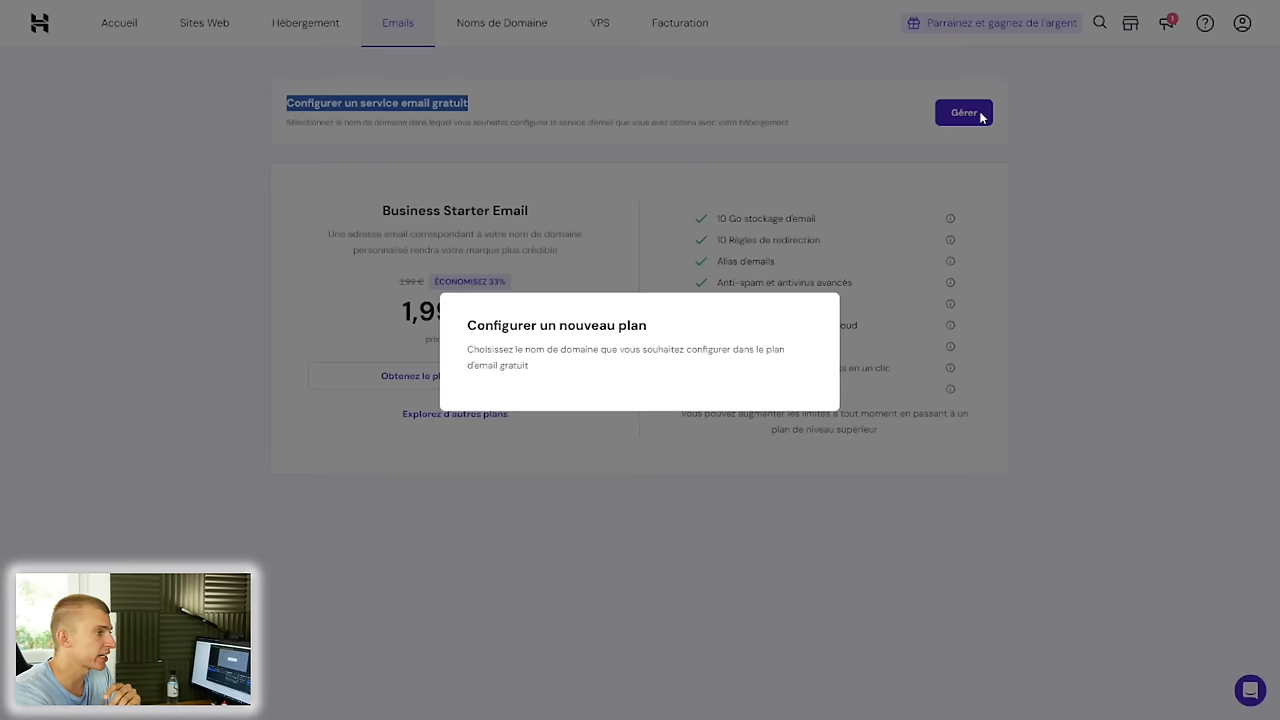 Accueil
Sites Web
Hébergement
Emails
Noms de Domaine
VPS
Facturation
Parrainez et gagnez de l'argent
1
Configurer un service email gratuit
Sélectionnez le nom de domaine dans lequel vous souhaitez configurer le service d'email que vous avez obtenu avec votre hébergement
Gérer
Business Starter Email
Une adresse email correspondant à votre nom de domaine
personnalisé rendra votre marque plus crédible
2,99 € ÉCONOMISEZ 33%
1,99
Obtenez le
Explorez d'autres plans
10 Go stockage d'email
10 Règles de redirection
Alias d'emails
Anti-spam et antivirus avancés
en un clic
Vous pouvez augmenter les limites à tout moment en passant à un
plan de niveau supérieur
Configurer un nouveau plan
Choisissez le nom de domaine que vous souhaitez configurer dans le plan
d'email gratuit